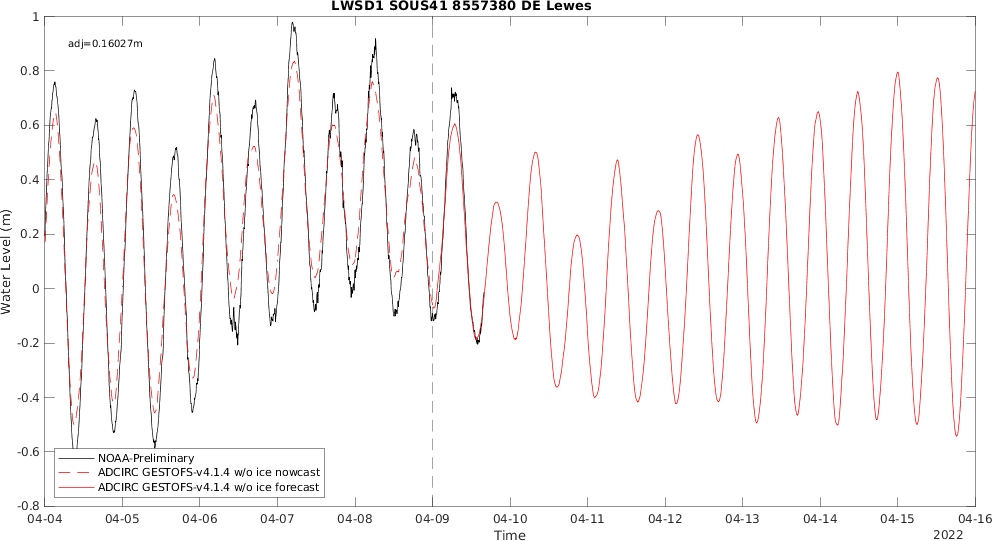 LWSD1 SOUS41 8557380 DE Lewes
adj=0.16027m
Water Level (m)
1
0.8
0.6
0.4
0.2
0
-0.2
-0.4
-0.6
-0.8
NOAA-Preliminary
ADCIRC GESTOFS-v4.1.4 w/o ice nowcast
ADCIRC GESTOFS-v4.1.4 w/o ice forecast
04-04 04-05 04-06 04-07 04-08 04-09 04-10 04-11 04-12 04-13 04-14 04-15 04-16
Time
2022